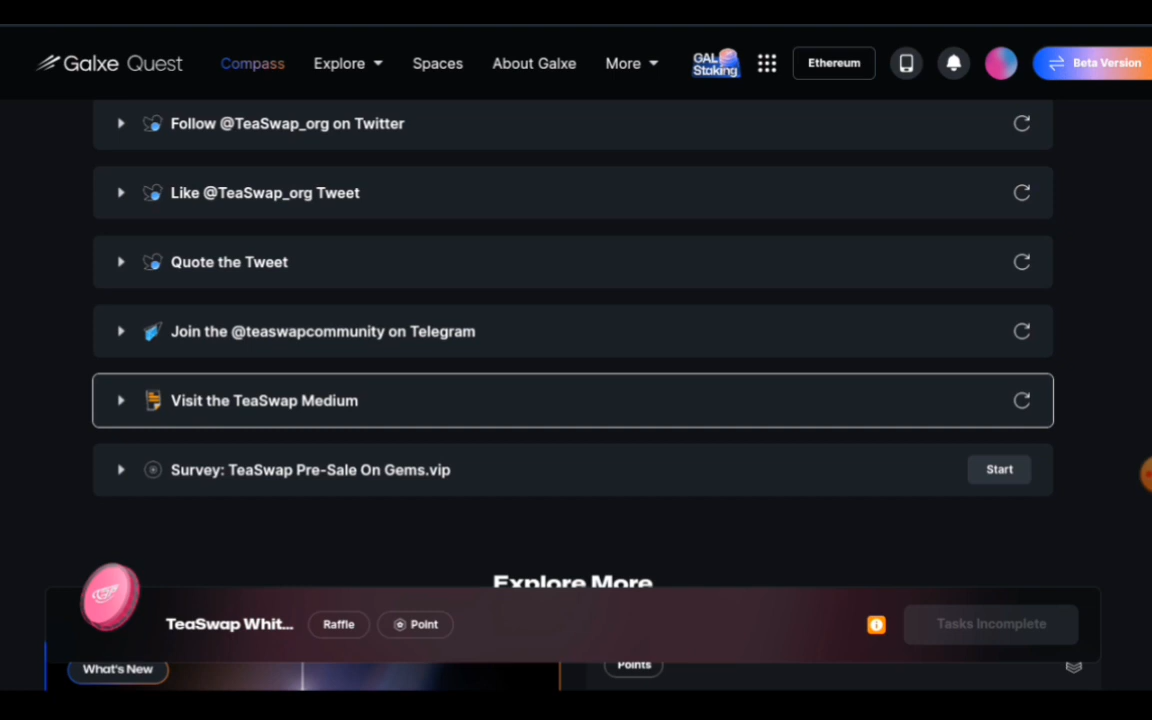 Galxe Quest Compass Explore Spaces About Galxe More GAL Staking Ethereum Beta Version
Follow @TeaSwap_org on Twitter
Like @TeaSwap_org Tweet
Quote the Tweet
Join the @teaswapcommunity on Telegram
Visit the TeaSwap Medium
Survey: TeaSwap Pre-Sale On Gems.vip Start
Explore More
TeaSwap Whit... Raffle Point Tasks Incomplete
What's New Points